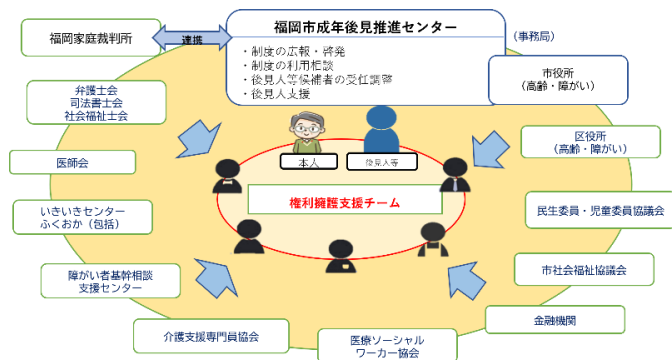 福岡市成年後見推進センター
(事務局)
福岡家庭裁判所
連携
・制度の広報・啓発
・制度の利用相談
・後見人等候補者の受任調整
・後見人支援
市役所
(高齢・障がい)
弁護士会
司法書士会
社会福祉士会
区役所
(高齢・障がい)
医師会
本人
後見人等
権利擁護支援チーム
いきいきセンター
ふくおか(包括)
民生委員・児童委員協議会
障がい者基幹相談
支援センター
市社会福祉協議会
金融機関
介護支援専門員協会
医療ソーシャル
ワーカー協会